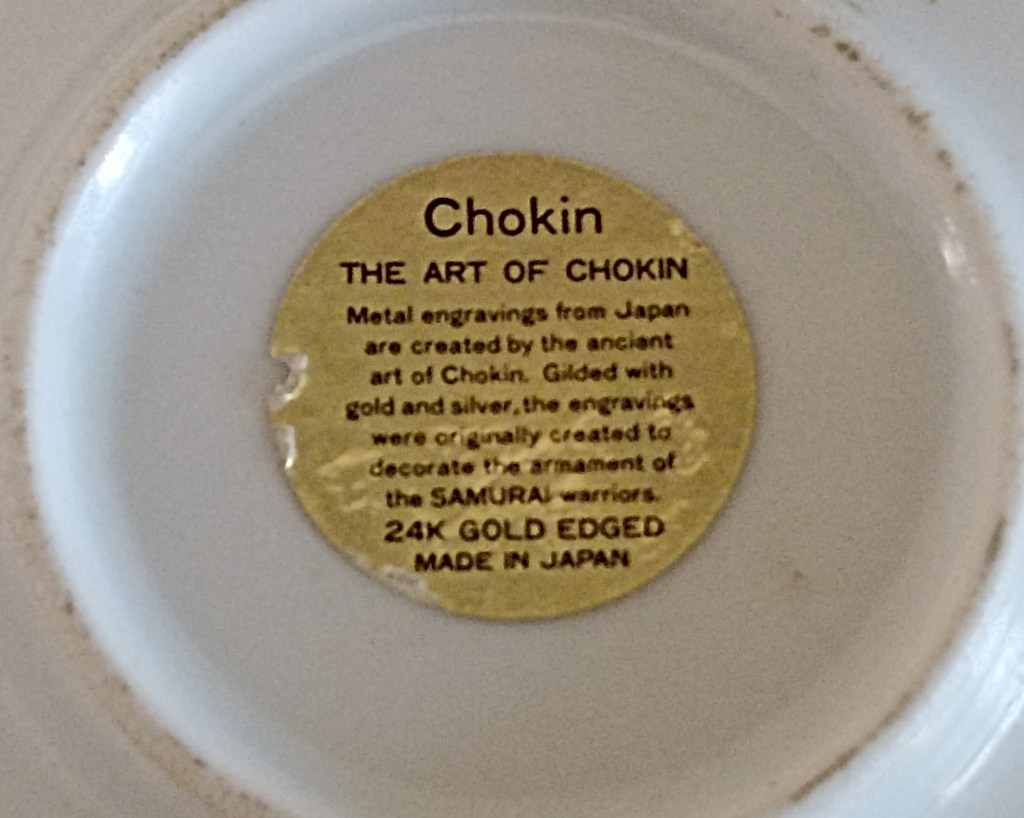 Chokin
THE ART OF CHOKIN
Metal engravings from Japan
are created by the ancient
art of Chokin. Gilded with
gold and silver, the engravings
were originally created to
decorate the armament of
the SAMURAI warriors.
24K GOLD EDGED
MADE IN JAPAN